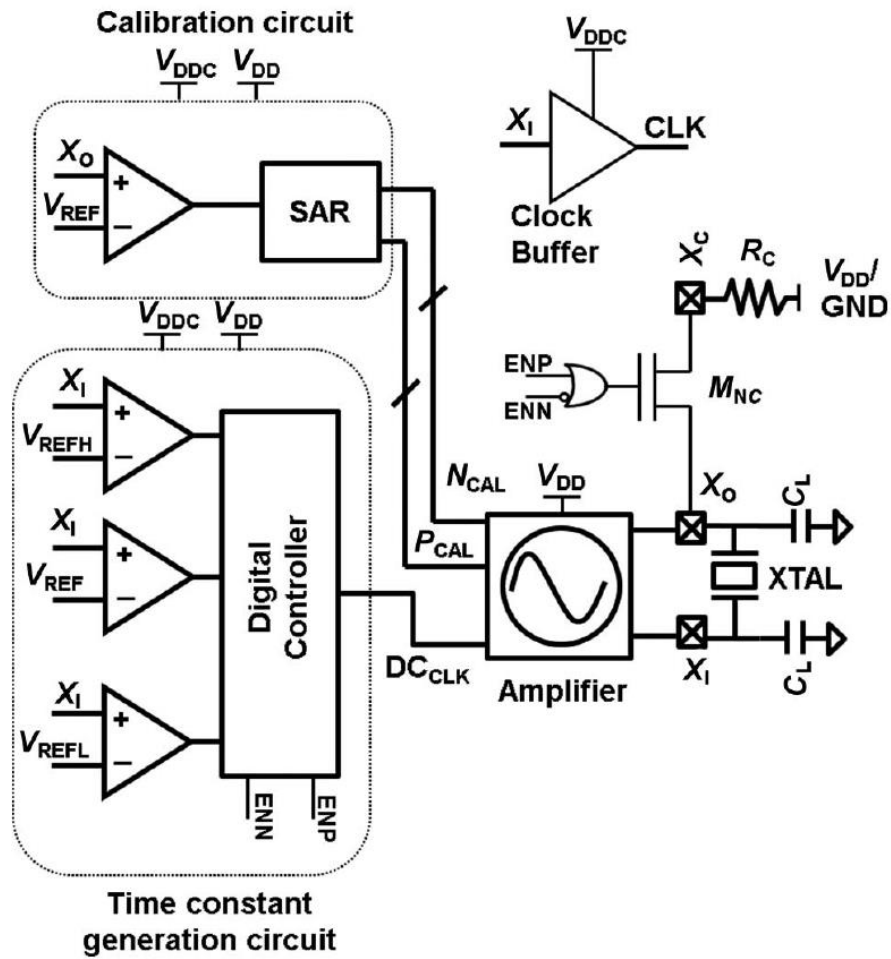 Calibration circuit
VDDC VDD
XO
+
VREF
−
SAR
VDDC
XI
CLK
Clock
Buffer
XC
RC
VDD/
GND
ENP
ENN
MNC
VDDC VDD
XI
+
VREFH
−
XI
+
VREF
−
XI
+
VREFL
−
Digital
Controller
ENN
ENP
NCAL
PCAL
DCCLK
VDD
Amplifier
XO
CL
XTAL
XI
CL
Time constant
generation circuit